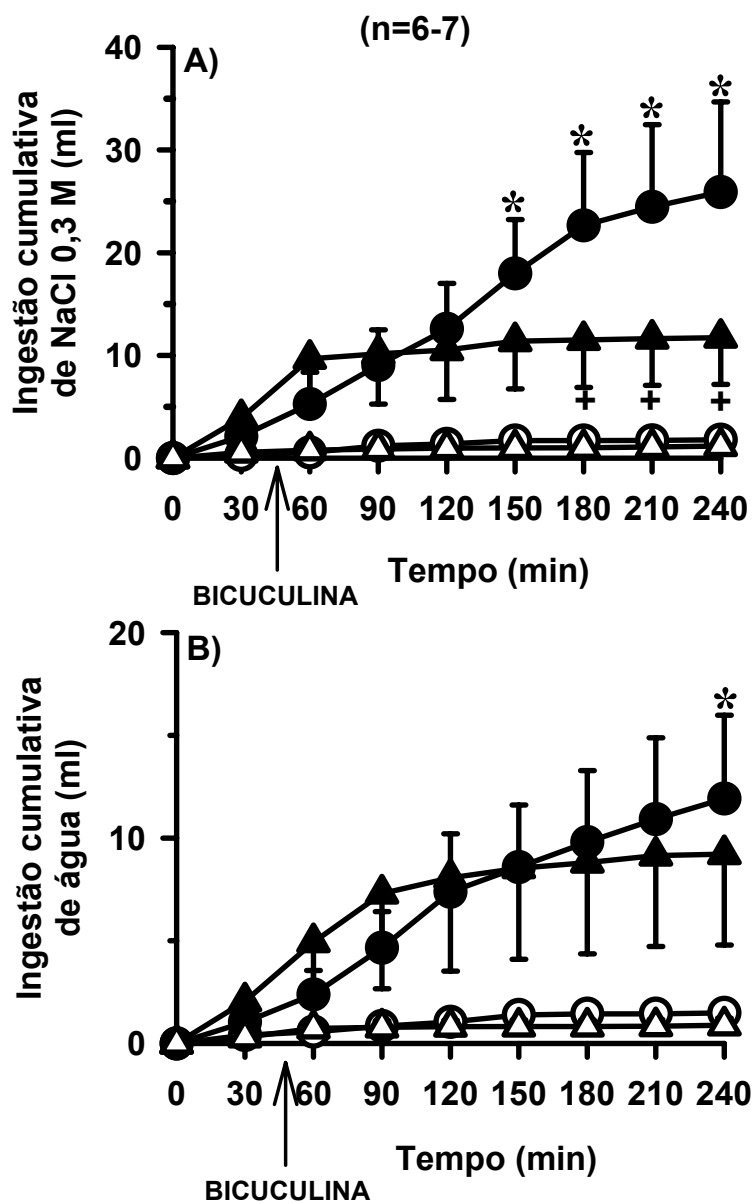 (n=6-7)
A)
40
30
20
10
0
Ingestão cumulativa
de NaCl 0,3 M (ml)
* * * *
+ + +
0 30 60 90 120 150 180 210 240
Tempo (min)
BICUCULINA
B)
20
10
0
Ingestão cumulativa
de água (ml)
*
0 30 60 90 120 150 180 210 240
Tempo (min)
BICUCULINA